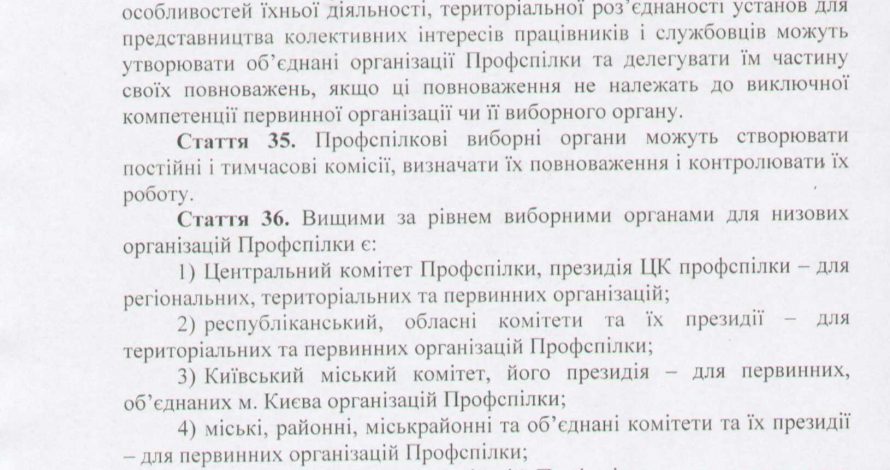 особливостей їхньої діяльності, територіальної роз’єднаності установ для
представництва колективних інтересів працівників і службовців можуть
утворювати об’єднані організації Профспілки та делегувати їм частину
своїх повноважень, якщо ці повноваження не належать до виключної
компетенції первинної організації чи її виборного органу.
Стаття 35. Профспілкові виборні органи можуть створювати
постійні і тимчасові комісії, визначати їх повноваження і контролювати їх
роботу.
Стаття 36. Вищими за рівнем виборними органами для низових
організацій Профспілки є:
1) Центральний комітет Профспілки, президія ЦК профспілки – для
регіональних, територіальних та первинних організацій;
2) республіканський, обласні комітети та їх президії – для
територіальних та первинних організацій Профспілки;
3) Київський міський комітет, його президія – для первинних,
об’єднаних м. Києва організацій Профспілки;
4) міські, районні, міськрайонні та об’єднані комітети та їх президії
– для первинних організацій Профспілки;